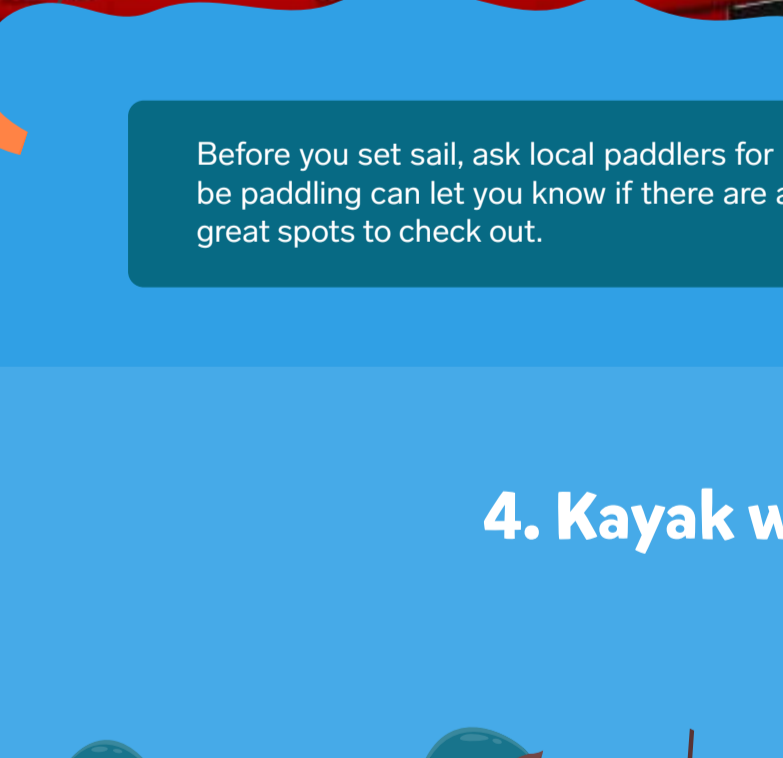 Before you set sail, ask local paddlers for
be paddling can let you know if there are
great spots to check out.
4. Kayak